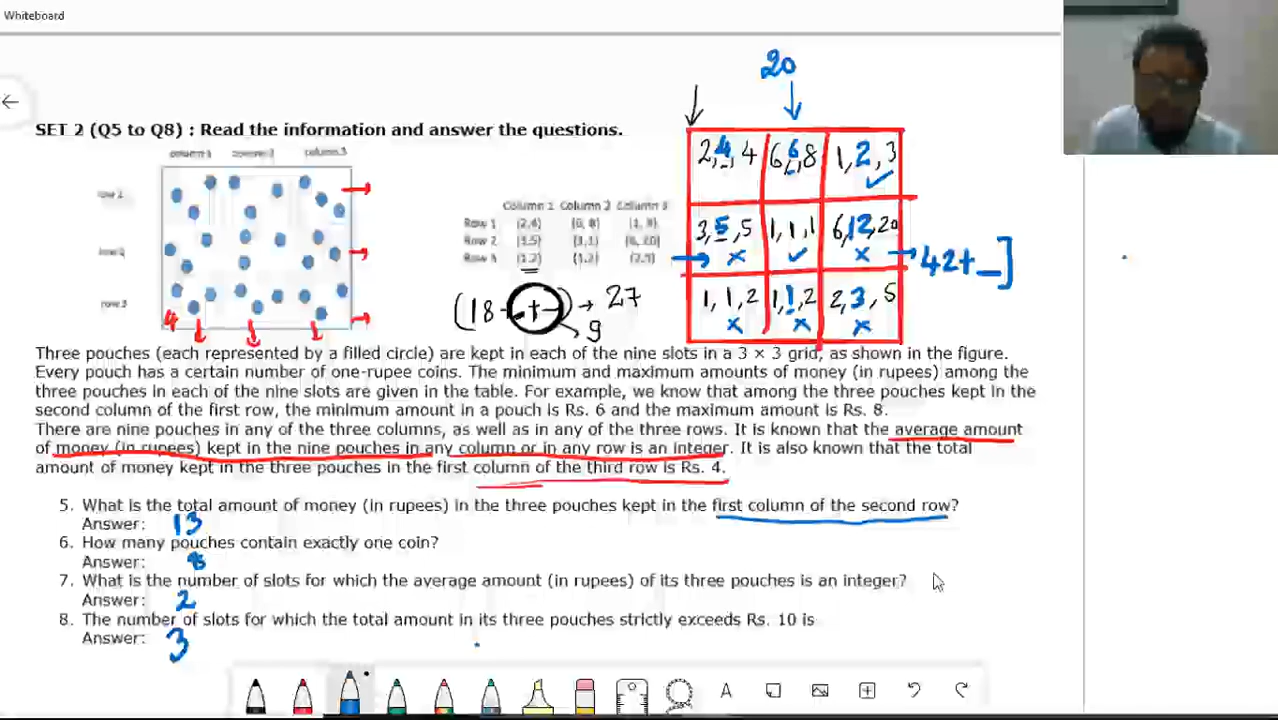 Whiteboard
20
SET 2 (Q5 to Q8) : Read the information and answer the questions.
column 1 column 3
row 1
row 3
4
Column 1 Column 2 Column 3
Row 1 (2,4) (6, 8) (1, 3)
Row 2 (3,5) (1,1) (6, 20)
Row 3 (1,2) (1,2) (2,5)
2, 4, 4 6, 6, 8 1, 2, 3
3, 5, 5 1, 1, 1 6, 12, 20
1, 1, 2 1, 1, 2 2, 3, 5
42+_]
(18 + ) → 27
9
Three pouches (each represented by a filled circle) are kept in each of the nine slots in a 3 × 3 grid, as shown in the figure.
Every pouch has a certain number of one-rupee coins. The minimum and maximum amounts of money (in rupees) among the
three pouches in each of the nine slots are given in the table. For example, we know that among the three pouches kept in the
second column of the first row, the minimum amount in a pouch is Rs. 6 and the maximum amount is Rs. 8.
There are nine pouches in any of the three columns, as well as in any of the three rows. It is known that the average amount
of money (in rupees) kept in the nine pouches in any column or in any row is an integer. It is also known that the total
amount of money kept in the three pouches in the first column of the third row is Rs. 4.
5. What is the total amount of money (in rupees) in the three pouches kept in the first column of the second row?
Answer: 13
6. How many pouches contain exactly one coin?
Answer: 8
7. What is the number of slots for which the average amount (in rupees) of its three pouches is an integer?
Answer: 2
8. The number of slots for which the total amount in its three pouches strictly exceeds Rs. 10 is
Answer: 3
A